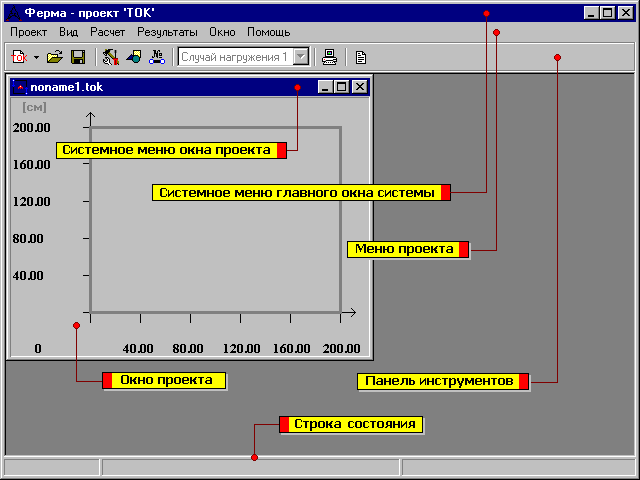 Ферма - проект 'ТОК'
Проект Вид Расчет Результаты Окно Помощь
Случай нагружения 1
noname1.tok
[см]
200.00
Системное меню окна проекта
160.00
Системное меню главного окна системы
120.00
80.00
Меню проекта
40.00
0 40.00 80.00 120.00 160.00 200.00
Окно проекта
Панель инструментов
Строка состояния